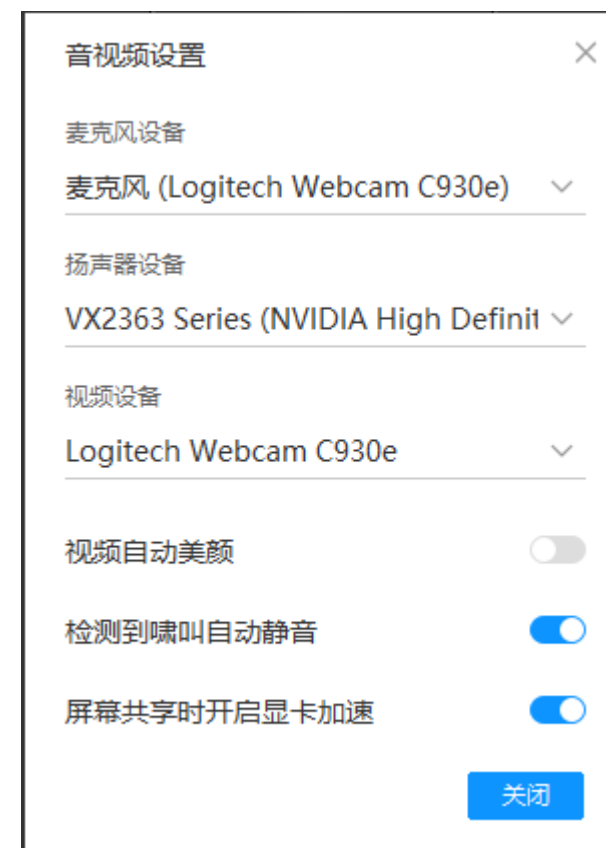 音视频设置
麦克风设备
麦克风 (Logitech Webcam C930e)
扬声器设备
VX2363 Series (NVIDIA High Definit
视频设备
Logitech Webcam C930e
视频自动美颜
检测到啸叫自动静音
屏幕共享时开启显卡加速
关闭